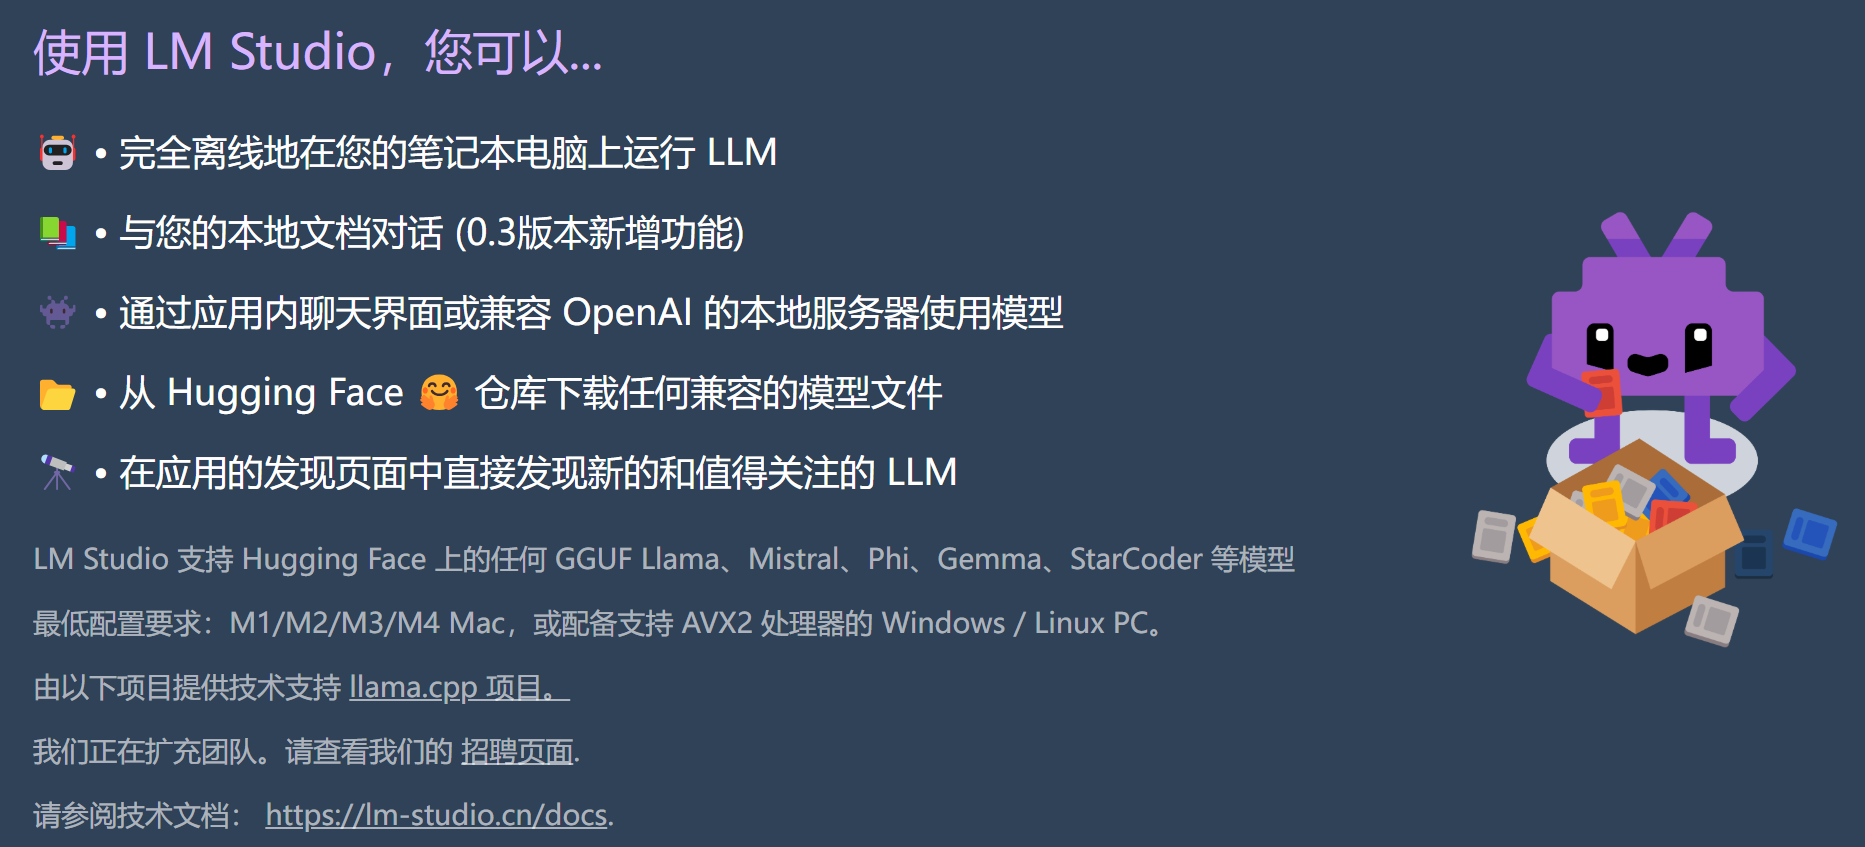 使用 LM Studio，您可以...
🤖 • 完全离线地在您的笔记本电脑上运行 LLM
📚 • 与您的本地文档对话 (0.3版本新增功能)
👾 • 通过应用内聊天界面或兼容 OpenAI 的本地服务器使用模型
📂 • 从 Hugging Face 🤗 仓库下载任何兼容的模型文件
🔭 • 在应用的发现页面中直接发现新的和值得关注的 LLM
LM Studio 支持 Hugging Face 上的任何 GGUF Llama、Mistral、Phi、Gemma、StarCoder 等模型
最低配置要求：M1/M2/M3/M4 Mac，或配备支持 AVX2 处理器的 Windows / Linux PC。
由以下项目提供技术支持 llama.cpp 项目。
我们正在扩充团队。请查看我们的 招聘页面.
请参阅技术文档： https://lm-studio.cn/docs.